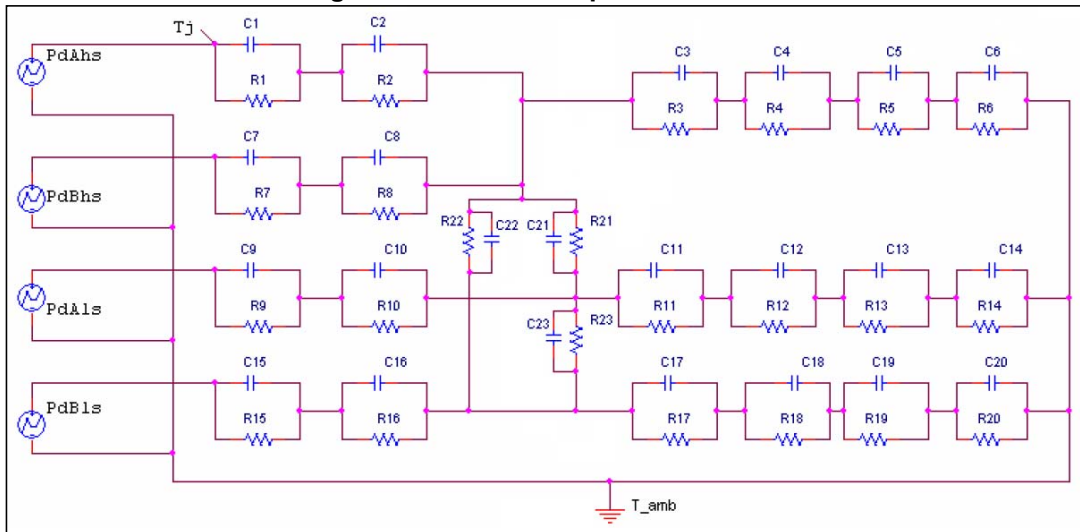 Tj
C1 C2
PdAhs
R1 R2
C3 C4 C5 C6
R3 R4 R5 R6
C7 C8
PdBhs
R7 R8
R22 C22 C21 R21
C9 C10 C11 C12 C13 C14
PdAls
R9 R10 R11 R12 R13 R14
C23 R23
C15 C16 C17 C18 C19 C20
PdBls
R15 R16 R17 R18 R19 R20
T_amb